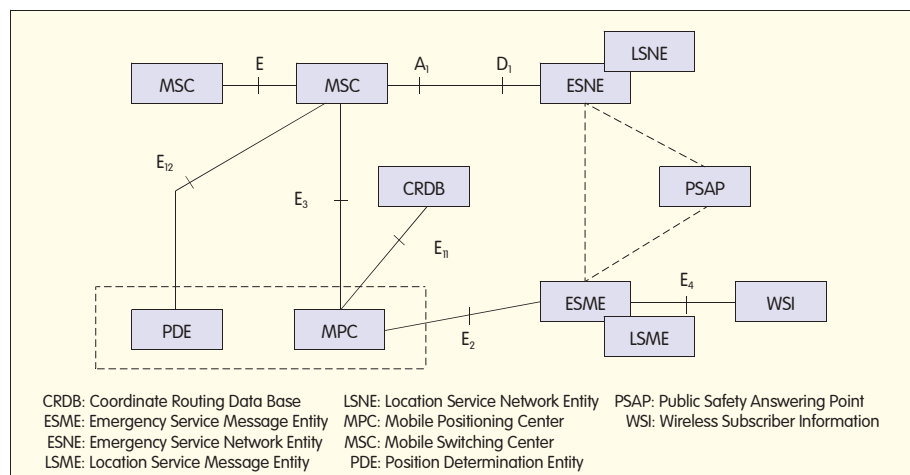 LSNE
MSC E MSC A1 D1 ESNE
E12
CRDB
PSAP
E3
E11
E4
ESME WSI
PDE MPC
LSME
E2
CRDB: Coordinate Routing Data Base LSNE: Location Service Network Entity PSAP: Public Safety Answering Point
ESME: Emergency Service Message Entity MPC: Mobile Positioning Center WSI: Wireless Subscriber Information
ESNE: Emergency Service Network Entity MSC: Mobile Switching Center
LSME: Location Service Message Entity PDE: Position Determination Entity